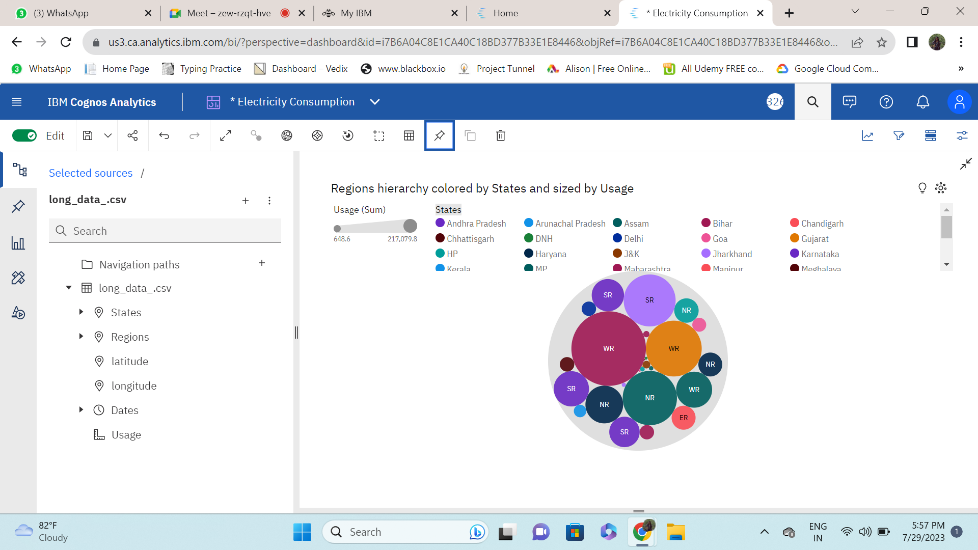 (3) WhatsApp
Meet – zew-rzqt-hve
My IBM
Home
* Electricity Consumption
us3.ca.analytics.ibm.com/bi/?perspective=dashboard&id=i7B6A04C8E1CA40C18BD377B33E1E8446&objRef=i7B6A04C8E1CA40C18BD377B33E1E8446&o...
WhatsApp Home Page Typing Practice Dashboard Vedix www.blackbox.io Project Tunnel Alison | Free Online... All Udemy FREE co... Google Cloud Com... »
IBM Cognos Analytics
* Electricity Consumption
326
Edit
Selected sources /
long_data_.csv
Search
Navigation paths
long_data_.csv
States
Regions
latitude
longitude
Dates
Usage
Regions hierarchy colored by States and sized by Usage
Usage (Sum)
648.6 217,079.8
States
Andhra Pradesh Arunachal Pradesh Assam Bihar Chandigarh
Chhattisgarh DNH Delhi Goa Gujarat
HP Haryana J&K Jharkhand Karnataka
Kerala MP Maharashtra Manipur Meghalaya
SR
SR
NR
WR
WR
NR
SR
NR
NR
WR
ER
SR
82°F
Cloudy
Search
ENG
IN
5:57 PM
7/29/2023
1